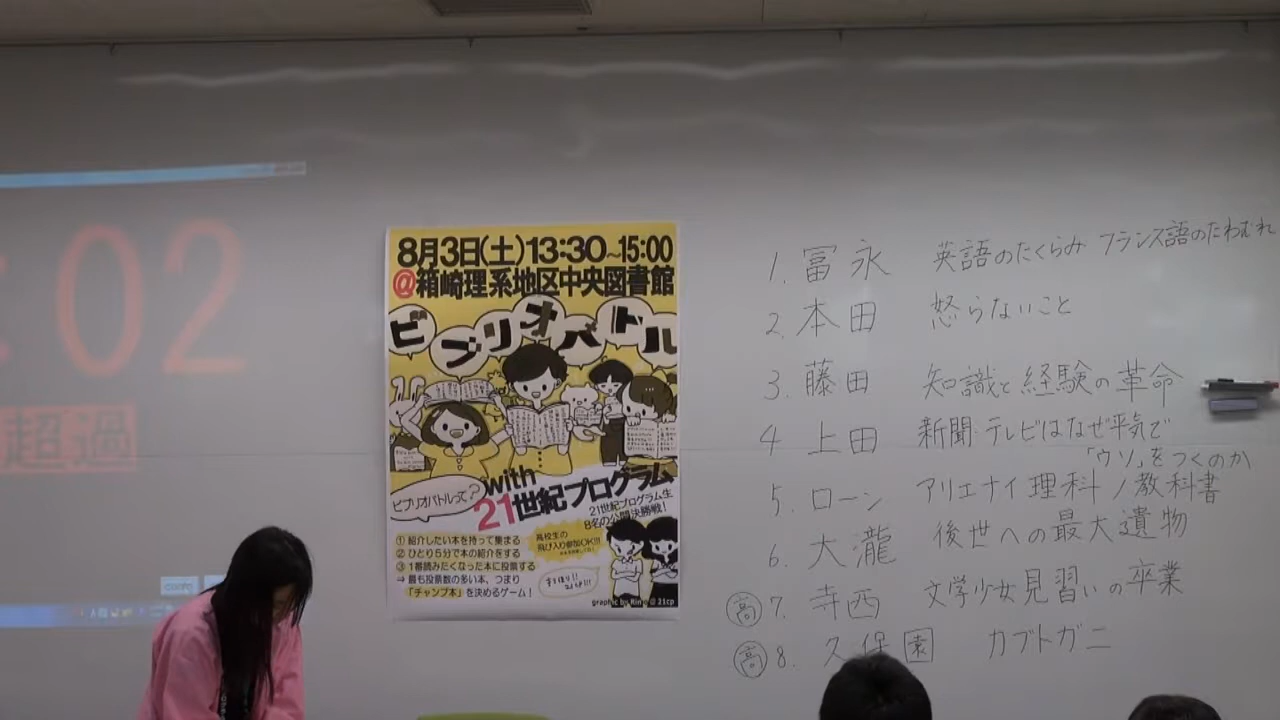 :02
超過
8月3日(土)13:30~15:00
@箱崎理系地区中央図書館
ビブリオバトル
with
21世紀プログラム
ビブリオバトルって?
21世紀プログラム生
8名の公開決勝戦!
① 紹介したい本を持って集まる
② ひとり5分で本の紹介をする
③ 1番読みたくなった本に投票する
⇒ 最も投票数の多い本、つまり
「チャンプ本」を決めるゲーム!
高校生の
飛び入り参加OK!!!
@ 21cp
1. 冨永 英語のたくらみ フランス語のたわむれ
2. 本田 怒らないこと
3. 藤田 知識と経験の革命
4 上田 新聞・テレビはなぜ平気で
「ウソ」をつくのか
5. ローン アリエナイ理科ノ教科書
6. 大瀧 後世への最大遺物
高 7. 寺西 文学少女見習いの卒業
高 8. 久保園 カブトガニ